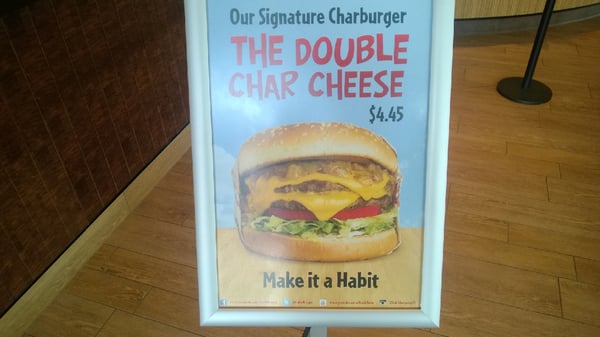 Our Signature Charburger
THE DOUBLE
CHAR CHEESE
$4.45
Make it a Habit